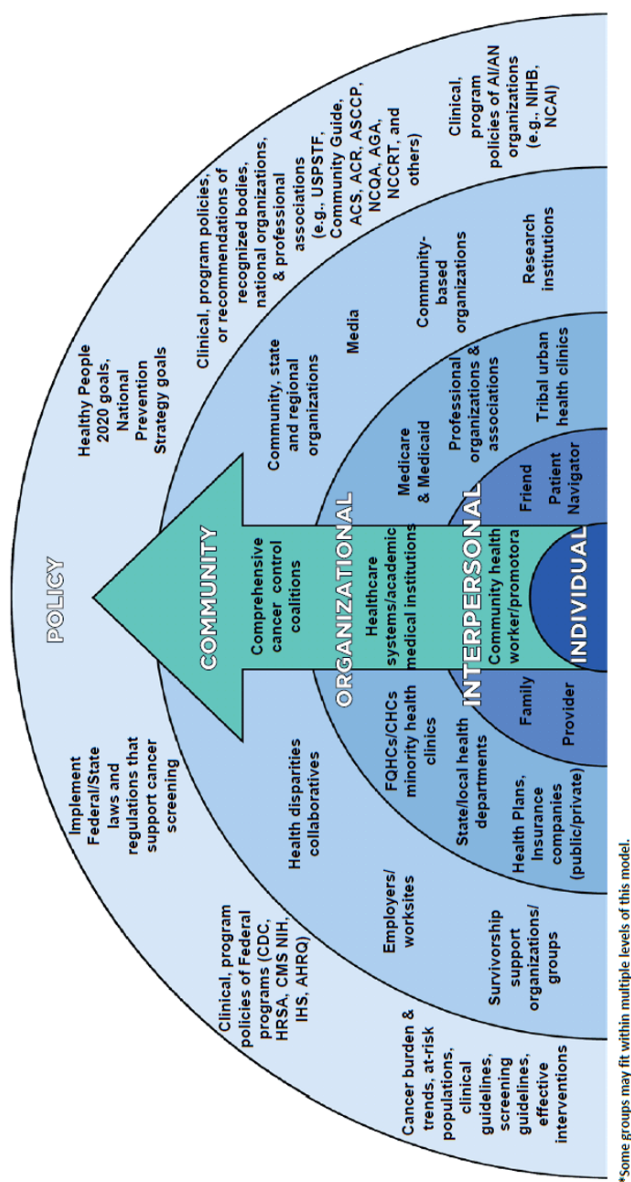 POLICY
Healthy People
2020 goals,
National
Prevention
Strategy goals
Implement
Federal/State
laws and
regulations that
support cancer
screening
Clinical, program policies,
or recommendations of
recognized bodies,
national organizations,
& professional
associations
(e.g., USPSTF,
Community Guide,
ACS, ACR, ASCCP,
NCQA, AGA,
NCCRT, and
others)
Clinical, program
policies of Federal
programs (CDC,
HRSA, CMS NIH,
IHS, AHRQ)
Clinical,
program
policies of AI/AN
organizations
(e.g., NIHB,
NCAI)
Cancer burden &
trends, at-risk
populations,
clinical
guidelines,
screening
guidelines,
effective
interventions
COMMUNITY
Comprehensive
cancer control
coalitions
Community, state
and regional
organizations
Media
Community-
based
organizations
Research
institutions
Health disparities
collaboratives
Employers/
worksites
Survivorship
support
organizations/
groups
ORGANIZATIONAL
Healthcare
systems/academic
medical institutions
Medicare
& Medicaid
Professional
organizations &
associations
Tribal urban
health clinics
FQHCs/CHCs
minority health
clinics
State/local health
departments
Health Plans,
Insurance
companies
(public/private)
INTERPERSONAL
Community health
worker/promotora
Friend
Patient
Navigator
Family
Provider
INDIVIDUAL
*Some groups may fit within multiple levels of this model.